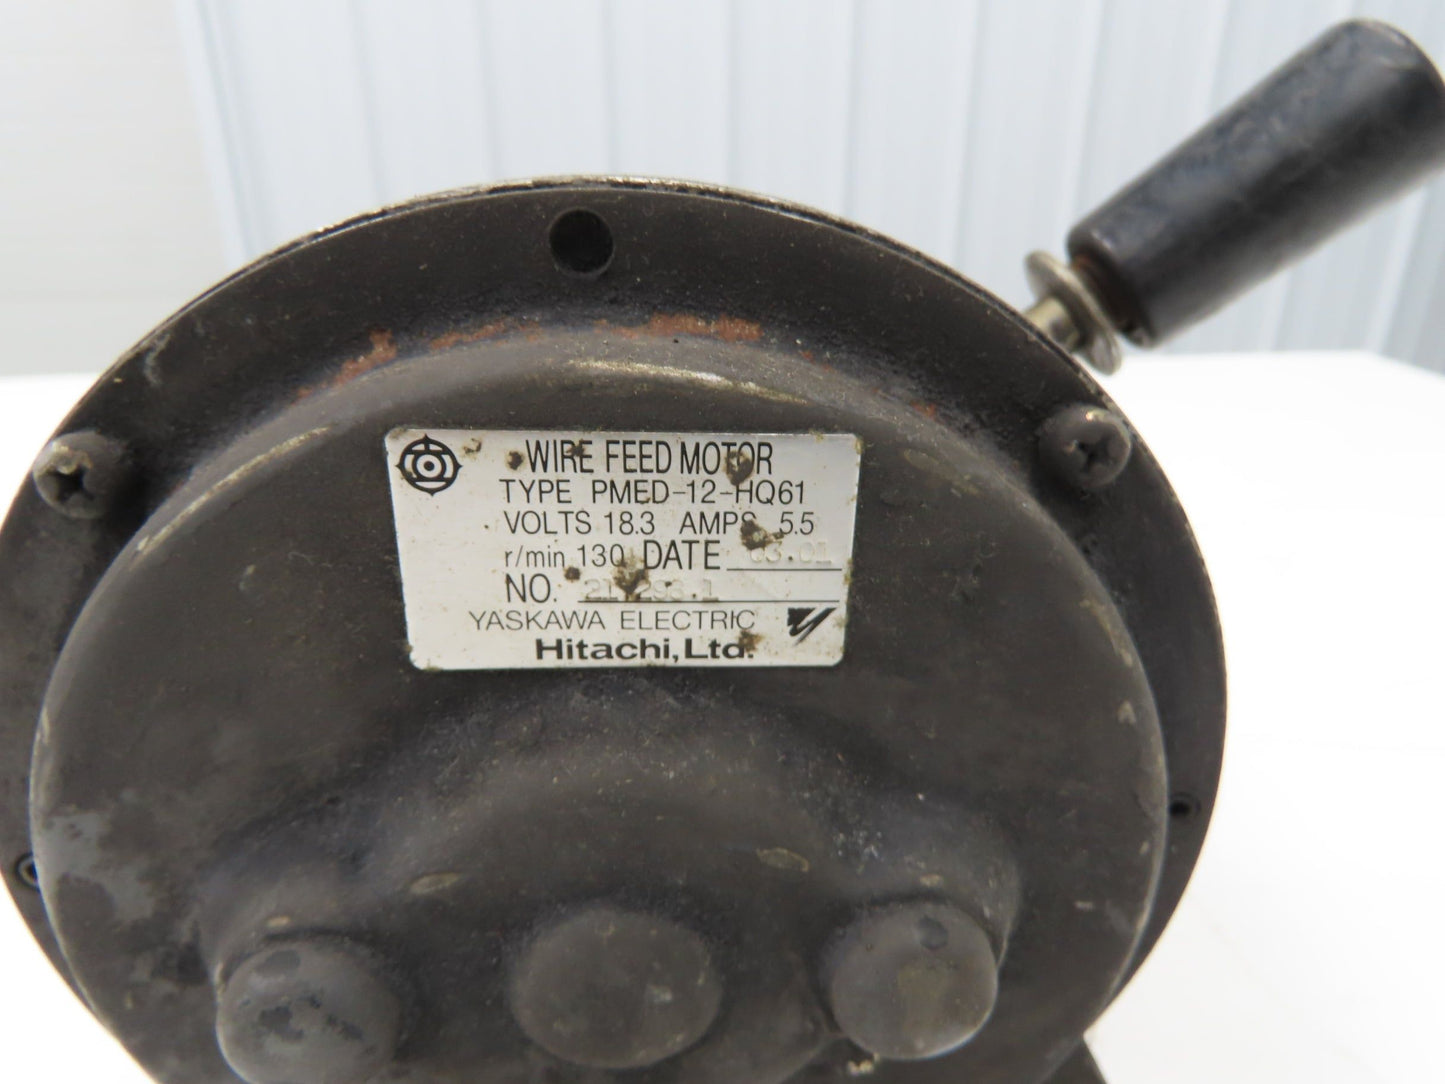 WIRE FEED MOTOR
TYPE PMED-12-HQ61
VOLTS 18.3 AMPS 5.5
r/min 130 DATE
NO.
YASKAWA ELECTRIC
Hitachi, Ltd.